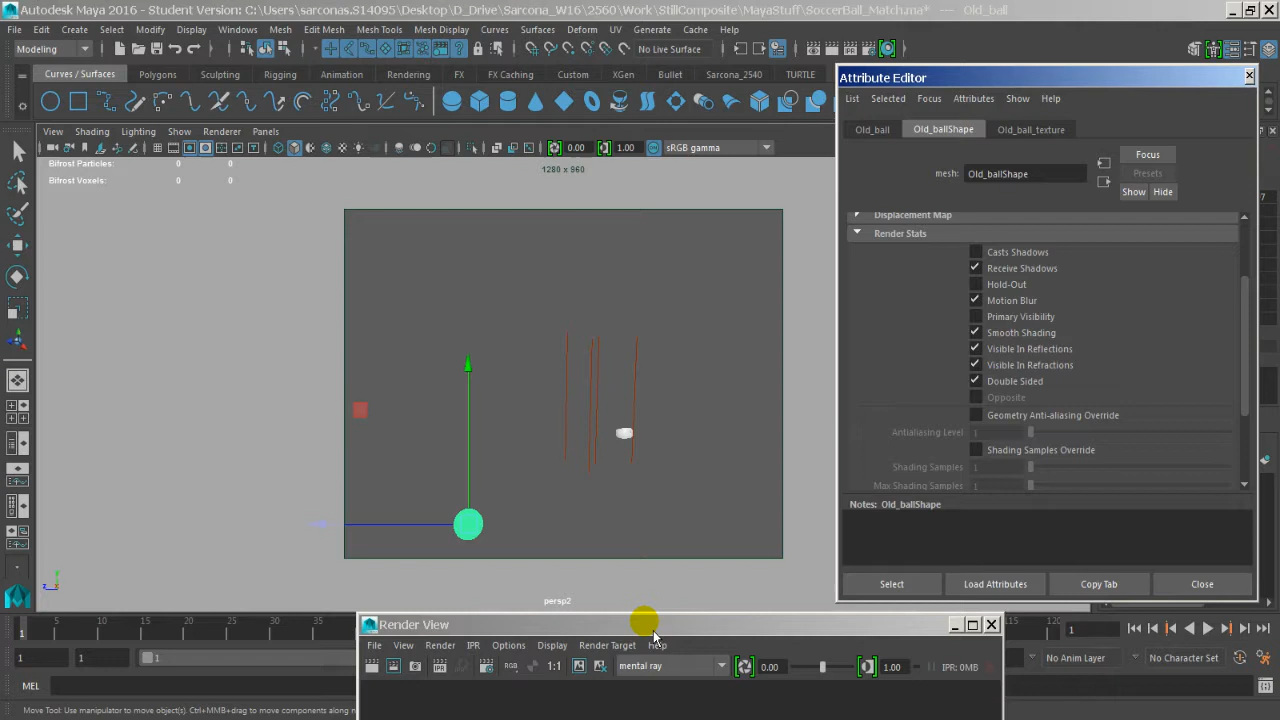 Autodesk Maya 2016 - Student Version: C:\Users\sarconas.S14095\Desktop\D_Drive\Sarcona_W16\2560\Work\StillComposite\MayaStuff\SoccerBall_Match.ma* --- Old_ball
File Edit Create Select Modify Display Windows Mesh Edit Mesh Mesh Tools Mesh Display Curves Surfaces Deform UV Generate Cache Help
Modeling No Live Surface
Curves / Surfaces Polygons Sculpting Rigging Animation Rendering FX FX Caching Custom XGen Bullet Sarcona_2540 TURTLE
Attribute Editor
List Selected Focus Attributes Show Help
View Shading Lighting Show Renderer Panels
Old_ball Old_ballShape Old_ball_texture
0.00 1.00 sRGB gamma
Bifrost Particles: 0 0
Bifrost Voxels: 0 0
1280 x 960
Focus
mesh: Old_ballShape Presets
Show Hide
Displacement Map
Render Stats
Casts Shadows
Receive Shadows
Hold-Out
Motion Blur
Primary Visibility
Smooth Shading
Visible In Reflections
Visible In Refractions
Double Sided
Opposite
Geometry Anti-aliasing Override
Antialiasing Level 1
Shading Samples Override
Shading Samples 1
Max Shading Samples 1
Notes: Old_ballShape
Select Load Attributes Copy Tab Close
persp2
y
z x
Render View
5 10 15 20 25 30 35 115 120 1
File View Render IPR Options Display Render Target Help
1 1 1 No Anim Layer No Character Set
RGB 1:1 mental ray 0.00 1.00 IPR: 0MB
MEL
Move Tool: Use manipulator to move object(s). Ctrl+MMB+drag to move components along n